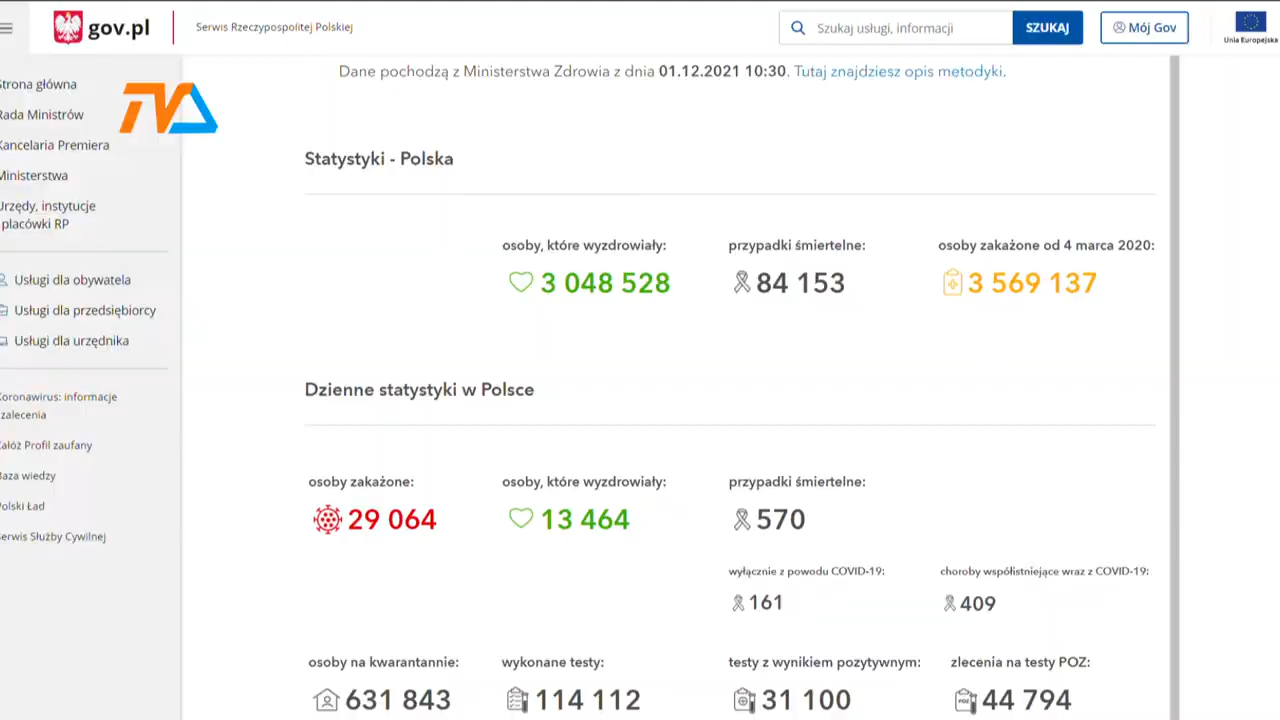 gov.pl
Serwis Rzeczypospolitej Polskiej
Szukaj usługi, informacji
SZUKAJ
Mój Gov
Unia Europejska
Strona główna
Rada Ministrów
Kancelaria Premiera
Ministerstwa
Urzędy, instytucje
placówki RP
Usługi dla obywatela
Usługi dla przedsiębiorcy
Usługi dla urzędnika
Koronawirus: informacje
zalecenia
Załóż Profil zaufany
Baza wiedzy
Polski Ład
Serwis Służby Cywilnej
TVA
Dane pochodzą z Ministerstwa Zdrowia z dnia 01.12.2021 10:30. Tutaj znajdziesz opis metodyki.
Statystyki - Polska
osoby, które wyzdrowiały: przypadki śmiertelne: osoby zakażone od 4 marca 2020:
3 048 528 84 153 3 569 137
Dzienne statystyki w Polsce
osoby zakażone: osoby, które wyzdrowiały: przypadki śmiertelne:
29 064 13 464 570
wyłącznie z powodu COVID-19: choroby współistniejące wraz z COVID-19:
161 409
osoby na kwarantannie: wykonane testy: testy z wynikiem pozytywnym: zlecenia na testy POZ:
631 843 114 112 31 100 44 794